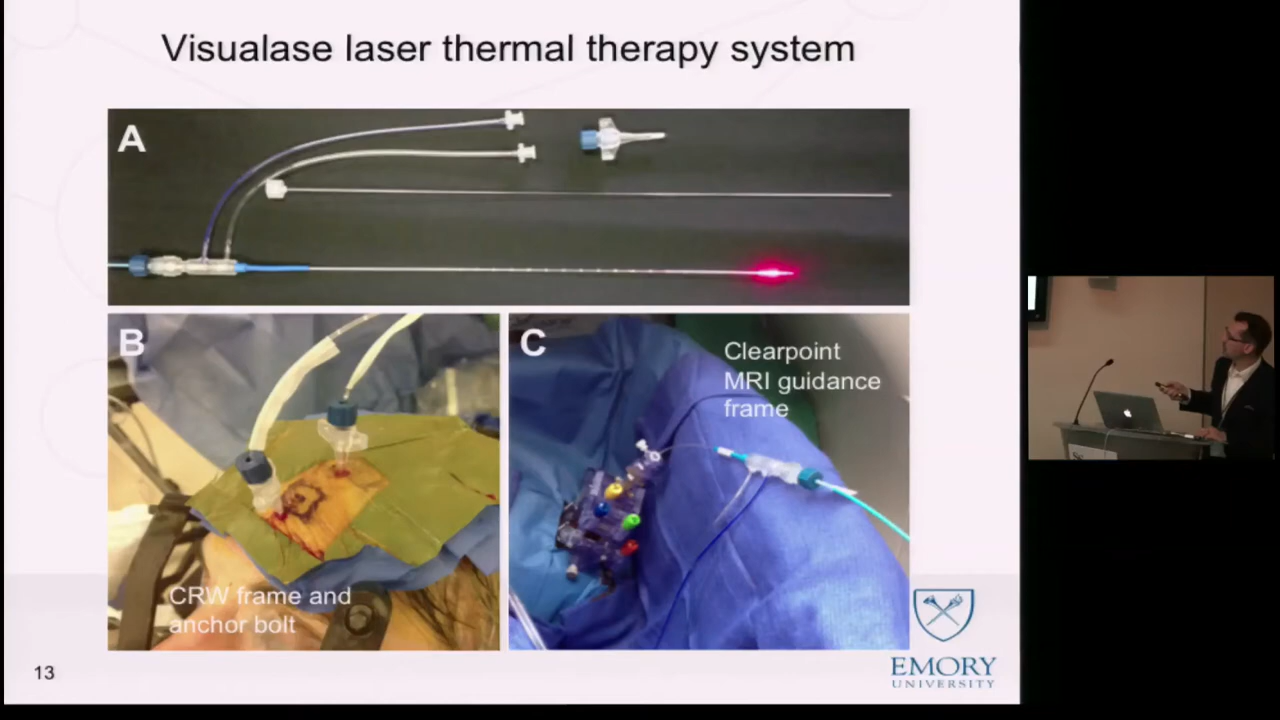 Visualase laser thermal therapy system
A
B
C
Clearpoint
MRI guidance
frame
CRW frame and
anchor bolt
13
EMORY
UNIVERSITY